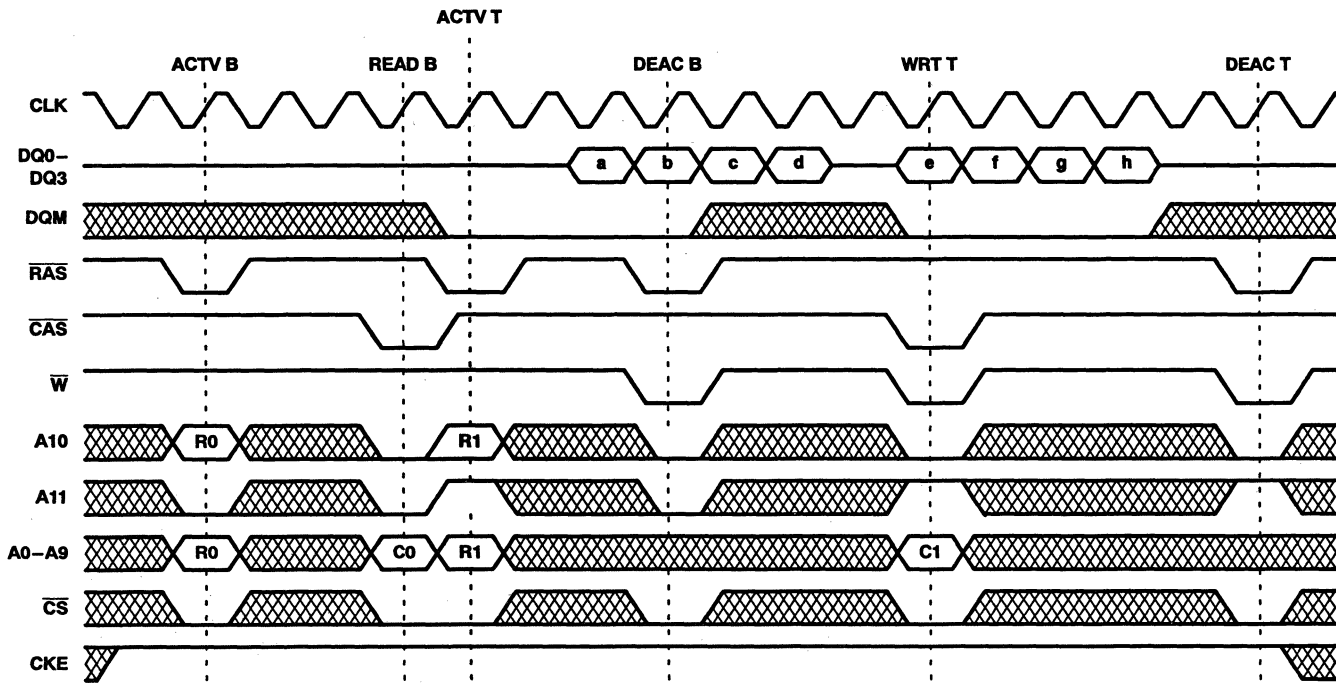 ACTV T
ACTV B READ B DEAC B WRT T DEAC T
CLK
DQ0–
DQ3
a b c d e f g h
DQM
RAS
CAS
W
A10 R0 R1
A11
A0–A9 R0 C0 R1 C1
CS
CKE